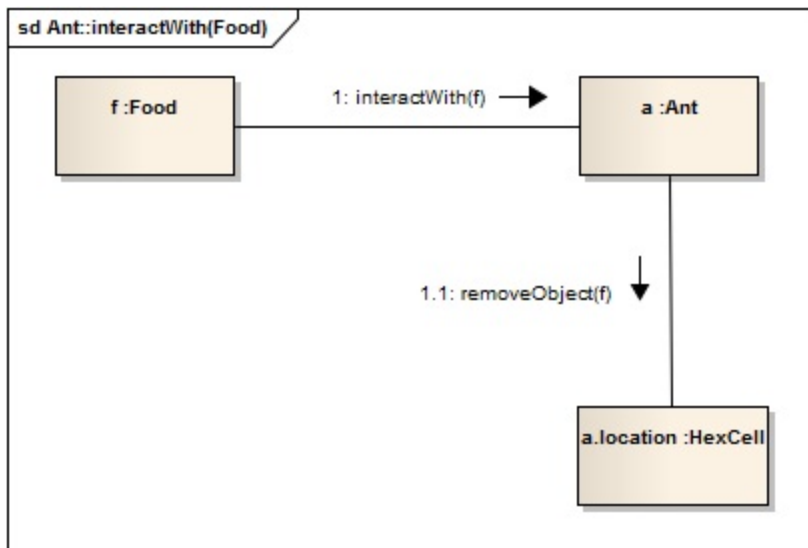 sd Ant::interactWith(Food)
f :Food
1: interactWith(f)
a :Ant
1.1: removeObject(f)
a.location :HexCell